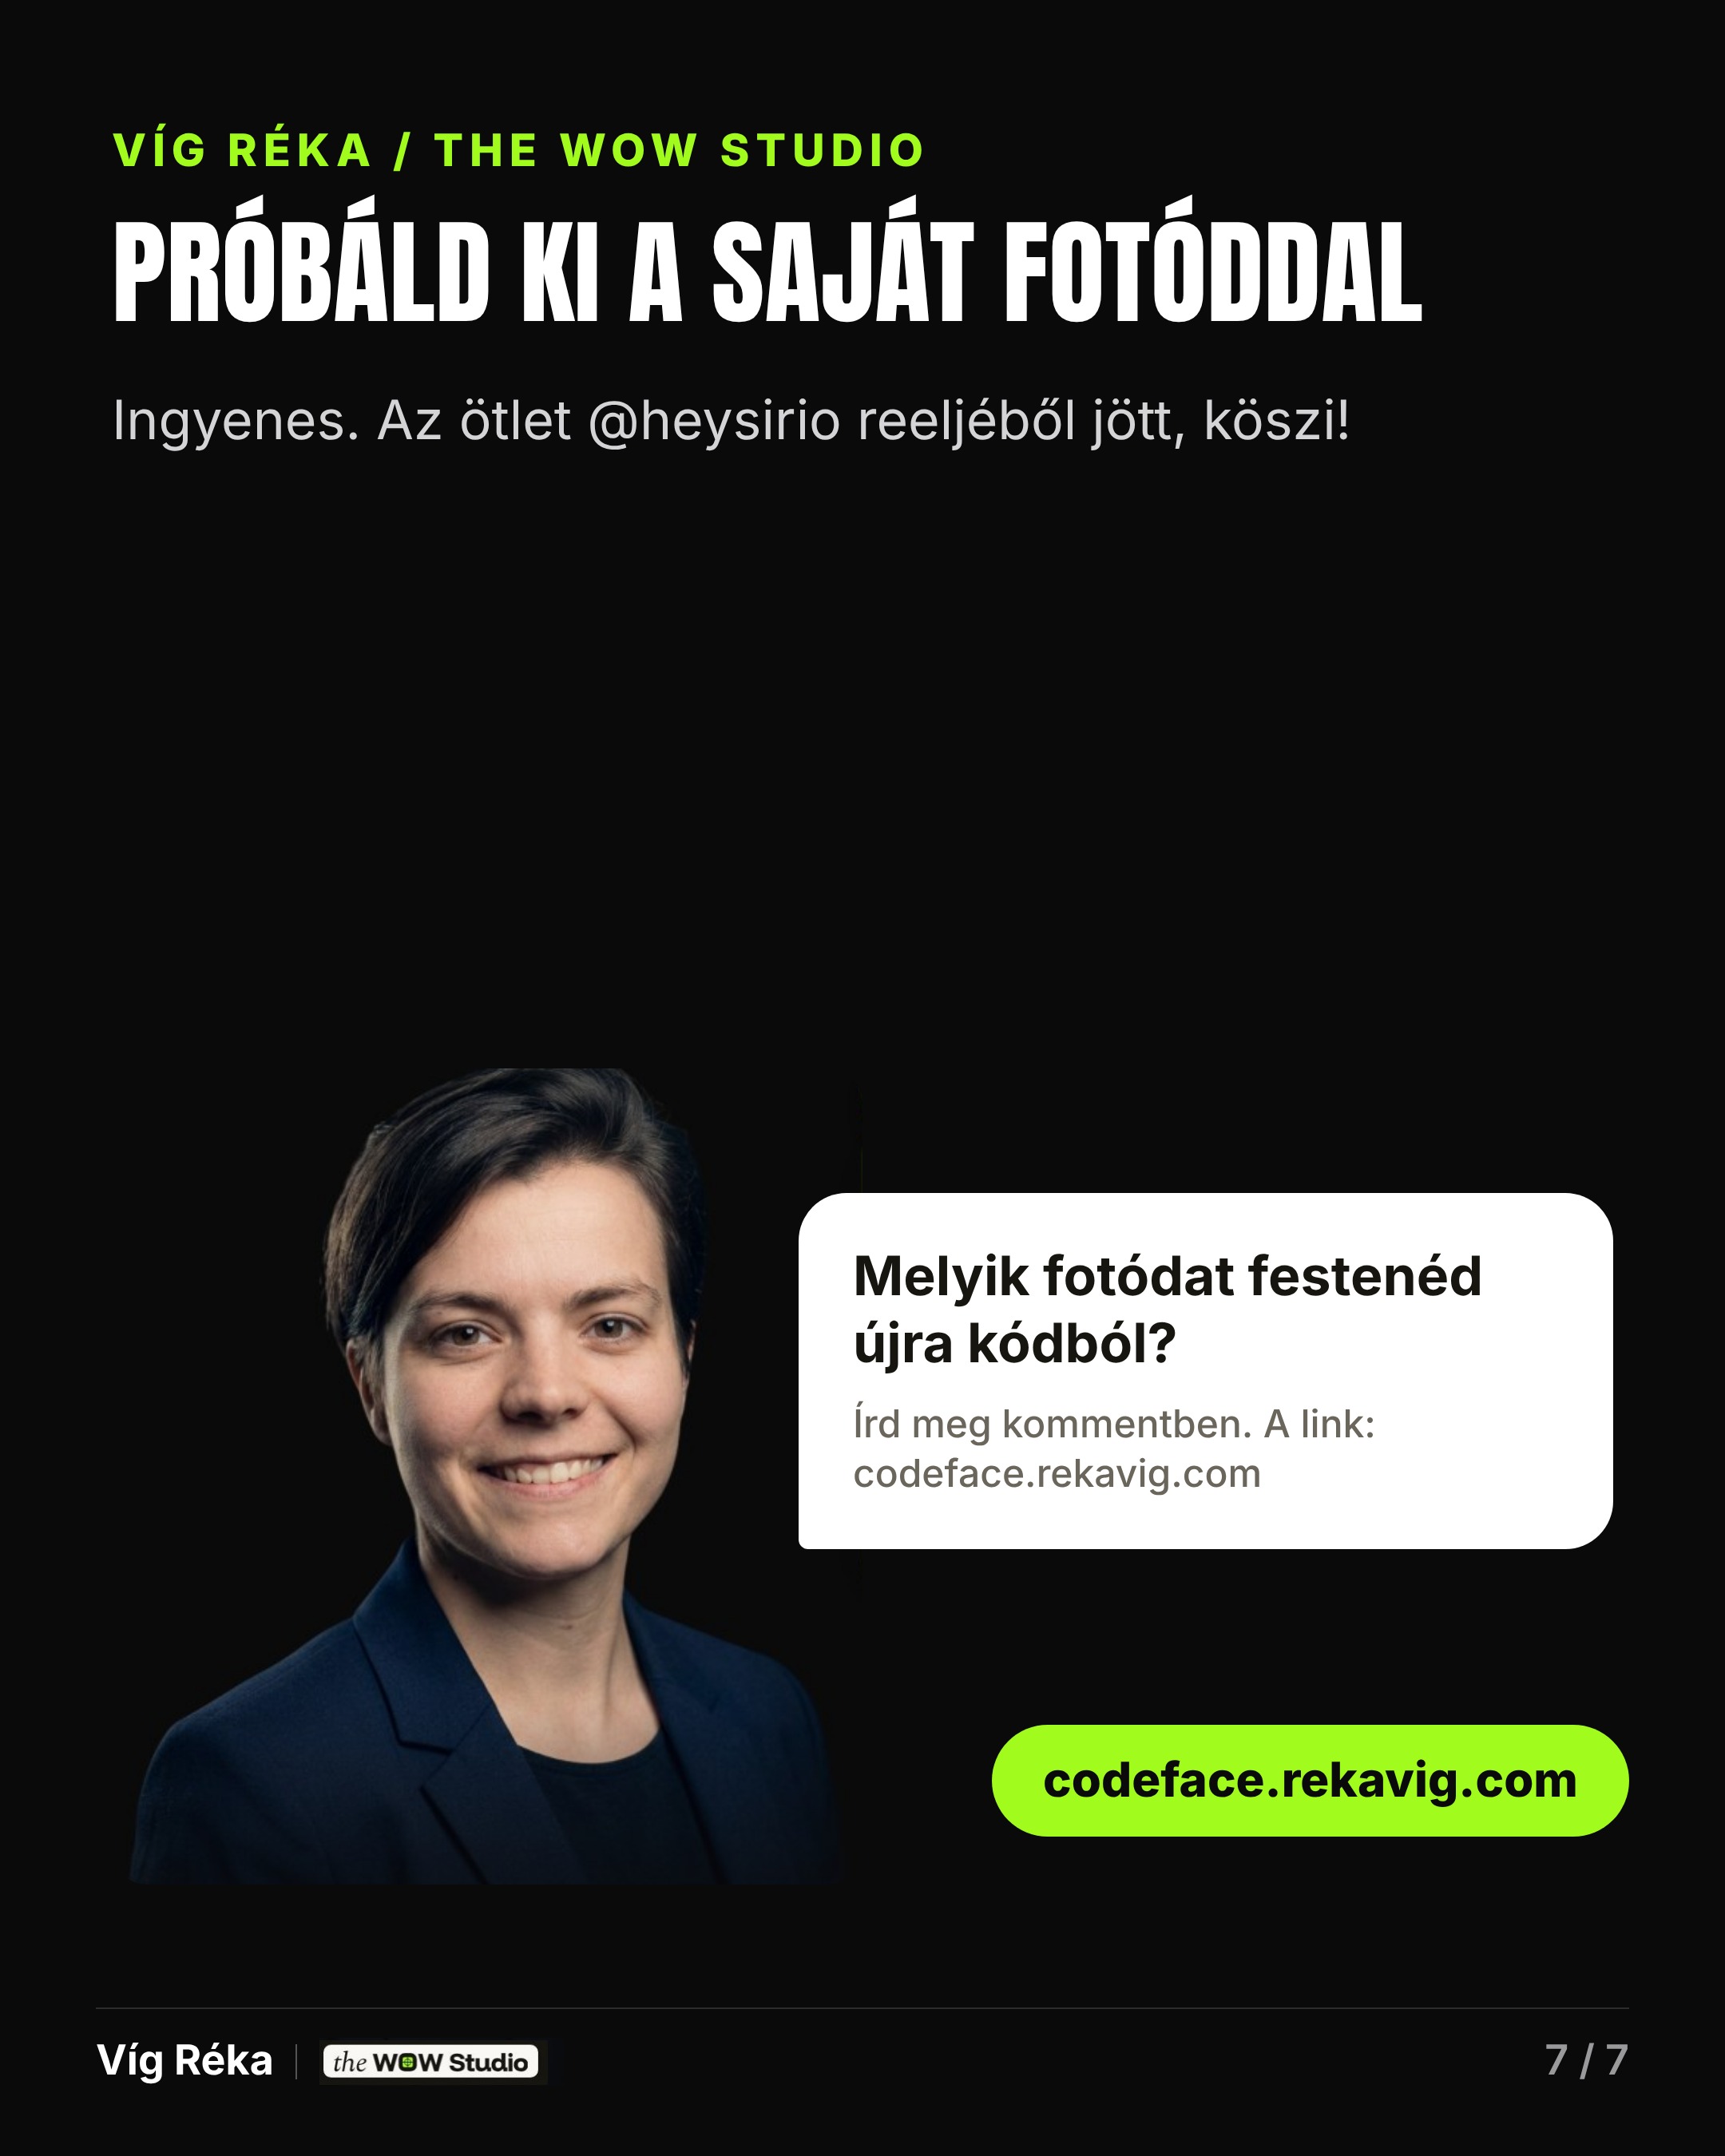 VÍG RÉKA / THE WOW STUDIO
PRÓBÁLD KI A SAJÁT FOTÓDDAL
Ingyenes. Az ötlet @heysirio reeljéből jött, köszi!
Melyik fotódat festenéd
újra kódból?
Írd meg kommentben. A link:
codeface.rekavig.com
codeface.rekavig.com
Víg Réka
the WOW Studio
7 / 7